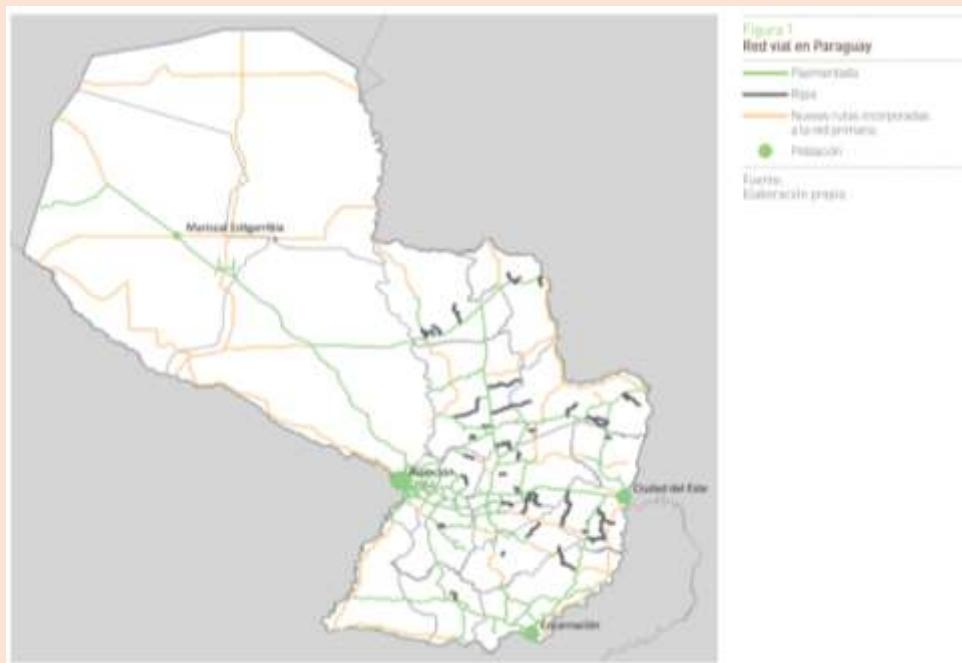 Figura 1
Red vial en Paraguay
Pavimentada
Ripio
Nuevas rutas incorporadas
a la red primaria
Población
Fuente:
Elaboración propia.
Mariscal Estigarribia
Asunción
Ciudad del Este
Encarnación